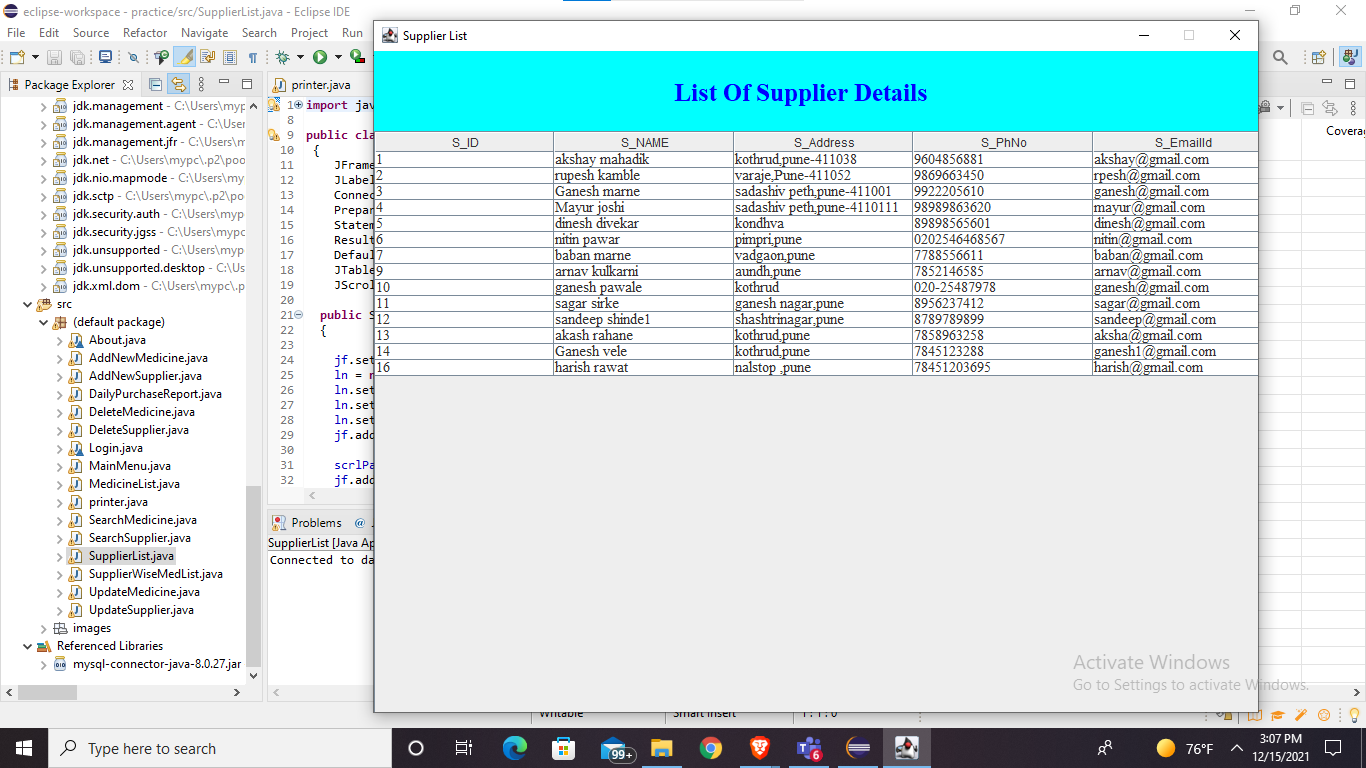 eclipse-workspace - practice/src/SupplierList.java - Eclipse IDE
File Edit Source Refactor Navigate Search Project Run
Package Explorer
jdk.management - C:\Users\myp
jdk.management.agent - C:\User
jdk.management.jfr - C:\Users\m
jdk.net - C:\Users\mypc\.p2\poo
jdk.nio.mapmode - C:\Users\my
jdk.sctp - C:\Users\mypc\.p2\po
jdk.security.auth - C:\Users\myp
jdk.security.jgss - C:\Users\mypc
jdk.unsupported - C:\Users\mypc
jdk.unsupported.desktop - C:\Us
jdk.xml.dom - C:\Users\mypc\.p
src
(default package)
About.java
AddNewMedicine.java
AddNewSupplier.java
DailyPurchaseReport.java
DeleteMedicine.java
DeleteSupplier.java
Login.java
MainMenu.java
MedicineList.java
printer.java
SearchMedicine.java
SearchSupplier.java
SupplierList.java
SupplierWiseMedList.java
UpdateMedicine.java
UpdateSupplier.java
images
Referenced Libraries
mysql-connector-java-8.0.27.jar
printer.java
1 import jav
8
9 public cla
10 {
11 JFrame
12 JLabel
13 Connec
14 Prepar
15 Statem
16 Result
17 Defaul
18 JTable
19 JScrol
20
21 public S
22 {
23
24 jf.set
25 ln = n
26 ln.set
27 ln.set
28 ln.set
29 jf.add
30
31 scrlPa
32 jf.add
Problems @
SupplierList [Java Ap
Connected to da
Supplier List
List Of Supplier Details
S_ID S_NAME S_Address S_PhNo S_EmailId
1 akshay mahadik kothrud,pune-411038 9604856881 akshay@gmail.com
2 rupesh kamble varaje,Pune-411052 9869663450 rpesh@gmail.com
3 Ganesh marne sadashiv peth,pune-411001 9922205610 ganesh@gmail.com
4 Mayur joshi sadashiv peth,pune-4110111 98989863620 mayur@gmail.com
5 dinesh divekar kondhva 89898565601 dinesh@gmail.com
6 nitin pawar pimpri,pune 0202546468567 nitin@gmail.com
7 baban marne vadgaon,pune 7788556611 baban@gmail.com
9 arnav kulkarni aundh,pune 7852146585 arnav@gmail.com
10 ganesh pawale kothrud 020-25487978 ganesh@gmail.com
11 sagar sirke ganesh nagar,pune 8956237412 sagar@gmail.com
12 sandeep shinde1 shashtrinagar,pune 8789789899 sandeep@gmail.com
13 akash rahane kothrud,pune 7858963258 aksha@gmail.com
14 Ganesh vele kothrud,pune 7845123288 ganesh1@gmail.com
16 harish rawat nalstop ,pune 78451203695 harish@gmail.com
Covera
Activate Windows
Go to Settings to activate Windows.
Writable Smart Insert 1 : 1 : 0
Type here to search
99+
6
76°F
3:07 PM
12/15/2021